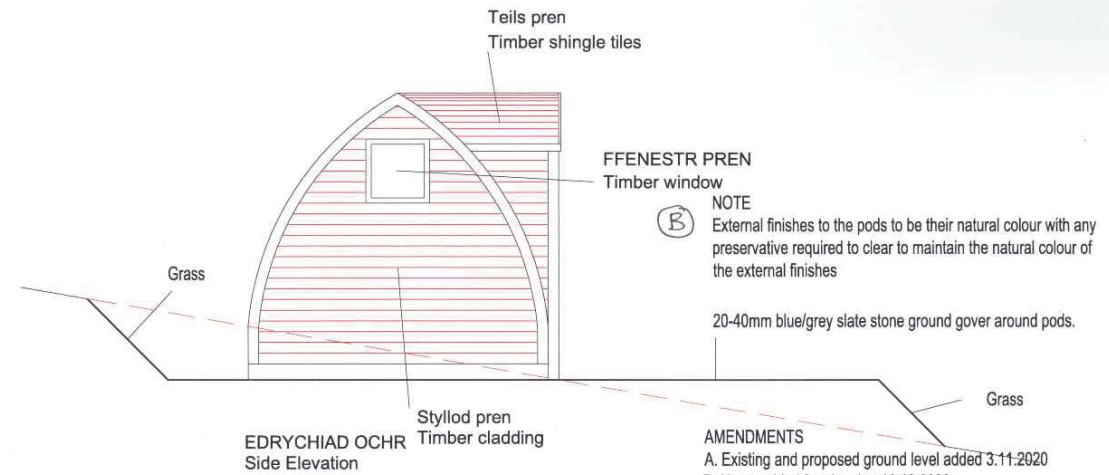 Teils pren
Timber shingle tiles
FFENESTR PREN
Timber window
B
NOTE
External finishes to the pods to be their natural colour with any
preservative required to clear to maintain the natural colour of
the external finishes
Grass
20-40mm blue/grey slate stone ground gover around pods.
Styllod pren
Timber cladding
EDRYCHIAD OCHR
Side Elevation
Grass
AMENDMENTS
A. Existing and proposed ground level added 3.11.2020